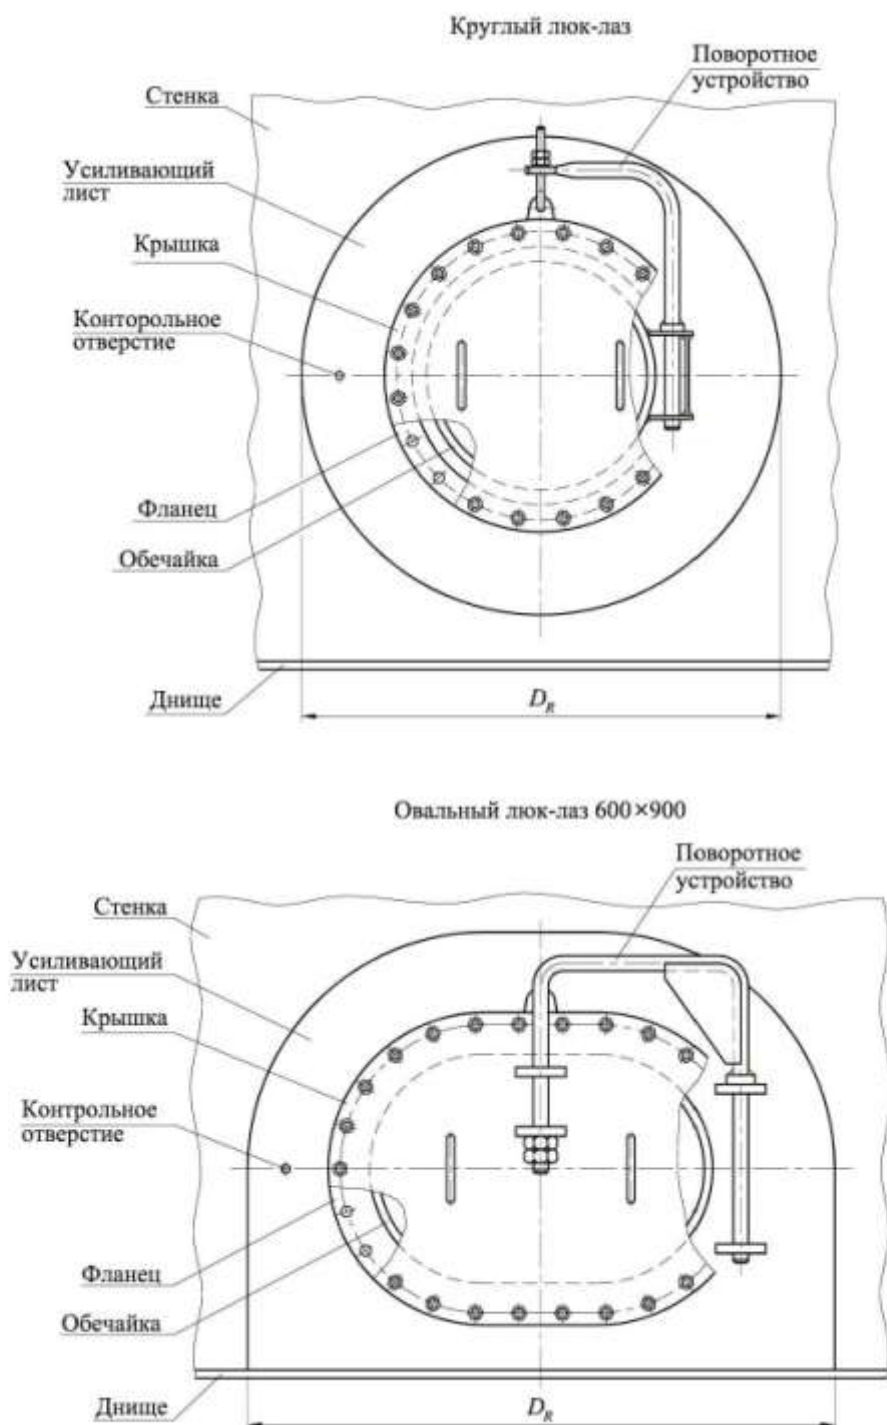 Круглый люк-лаз
Поворотное
устройство
Стенка
Усиливающий
лист
Крышка
Конторольное
отверстие
Фланец
Обечайка
Днище
D_R
Овальный люк-лаз 600×900
Поворотное
устройство
Стенка
Усиливающий
лист
Крышка
Контрольное
отверстие
Фланец
Обечайка
Днище
D_R